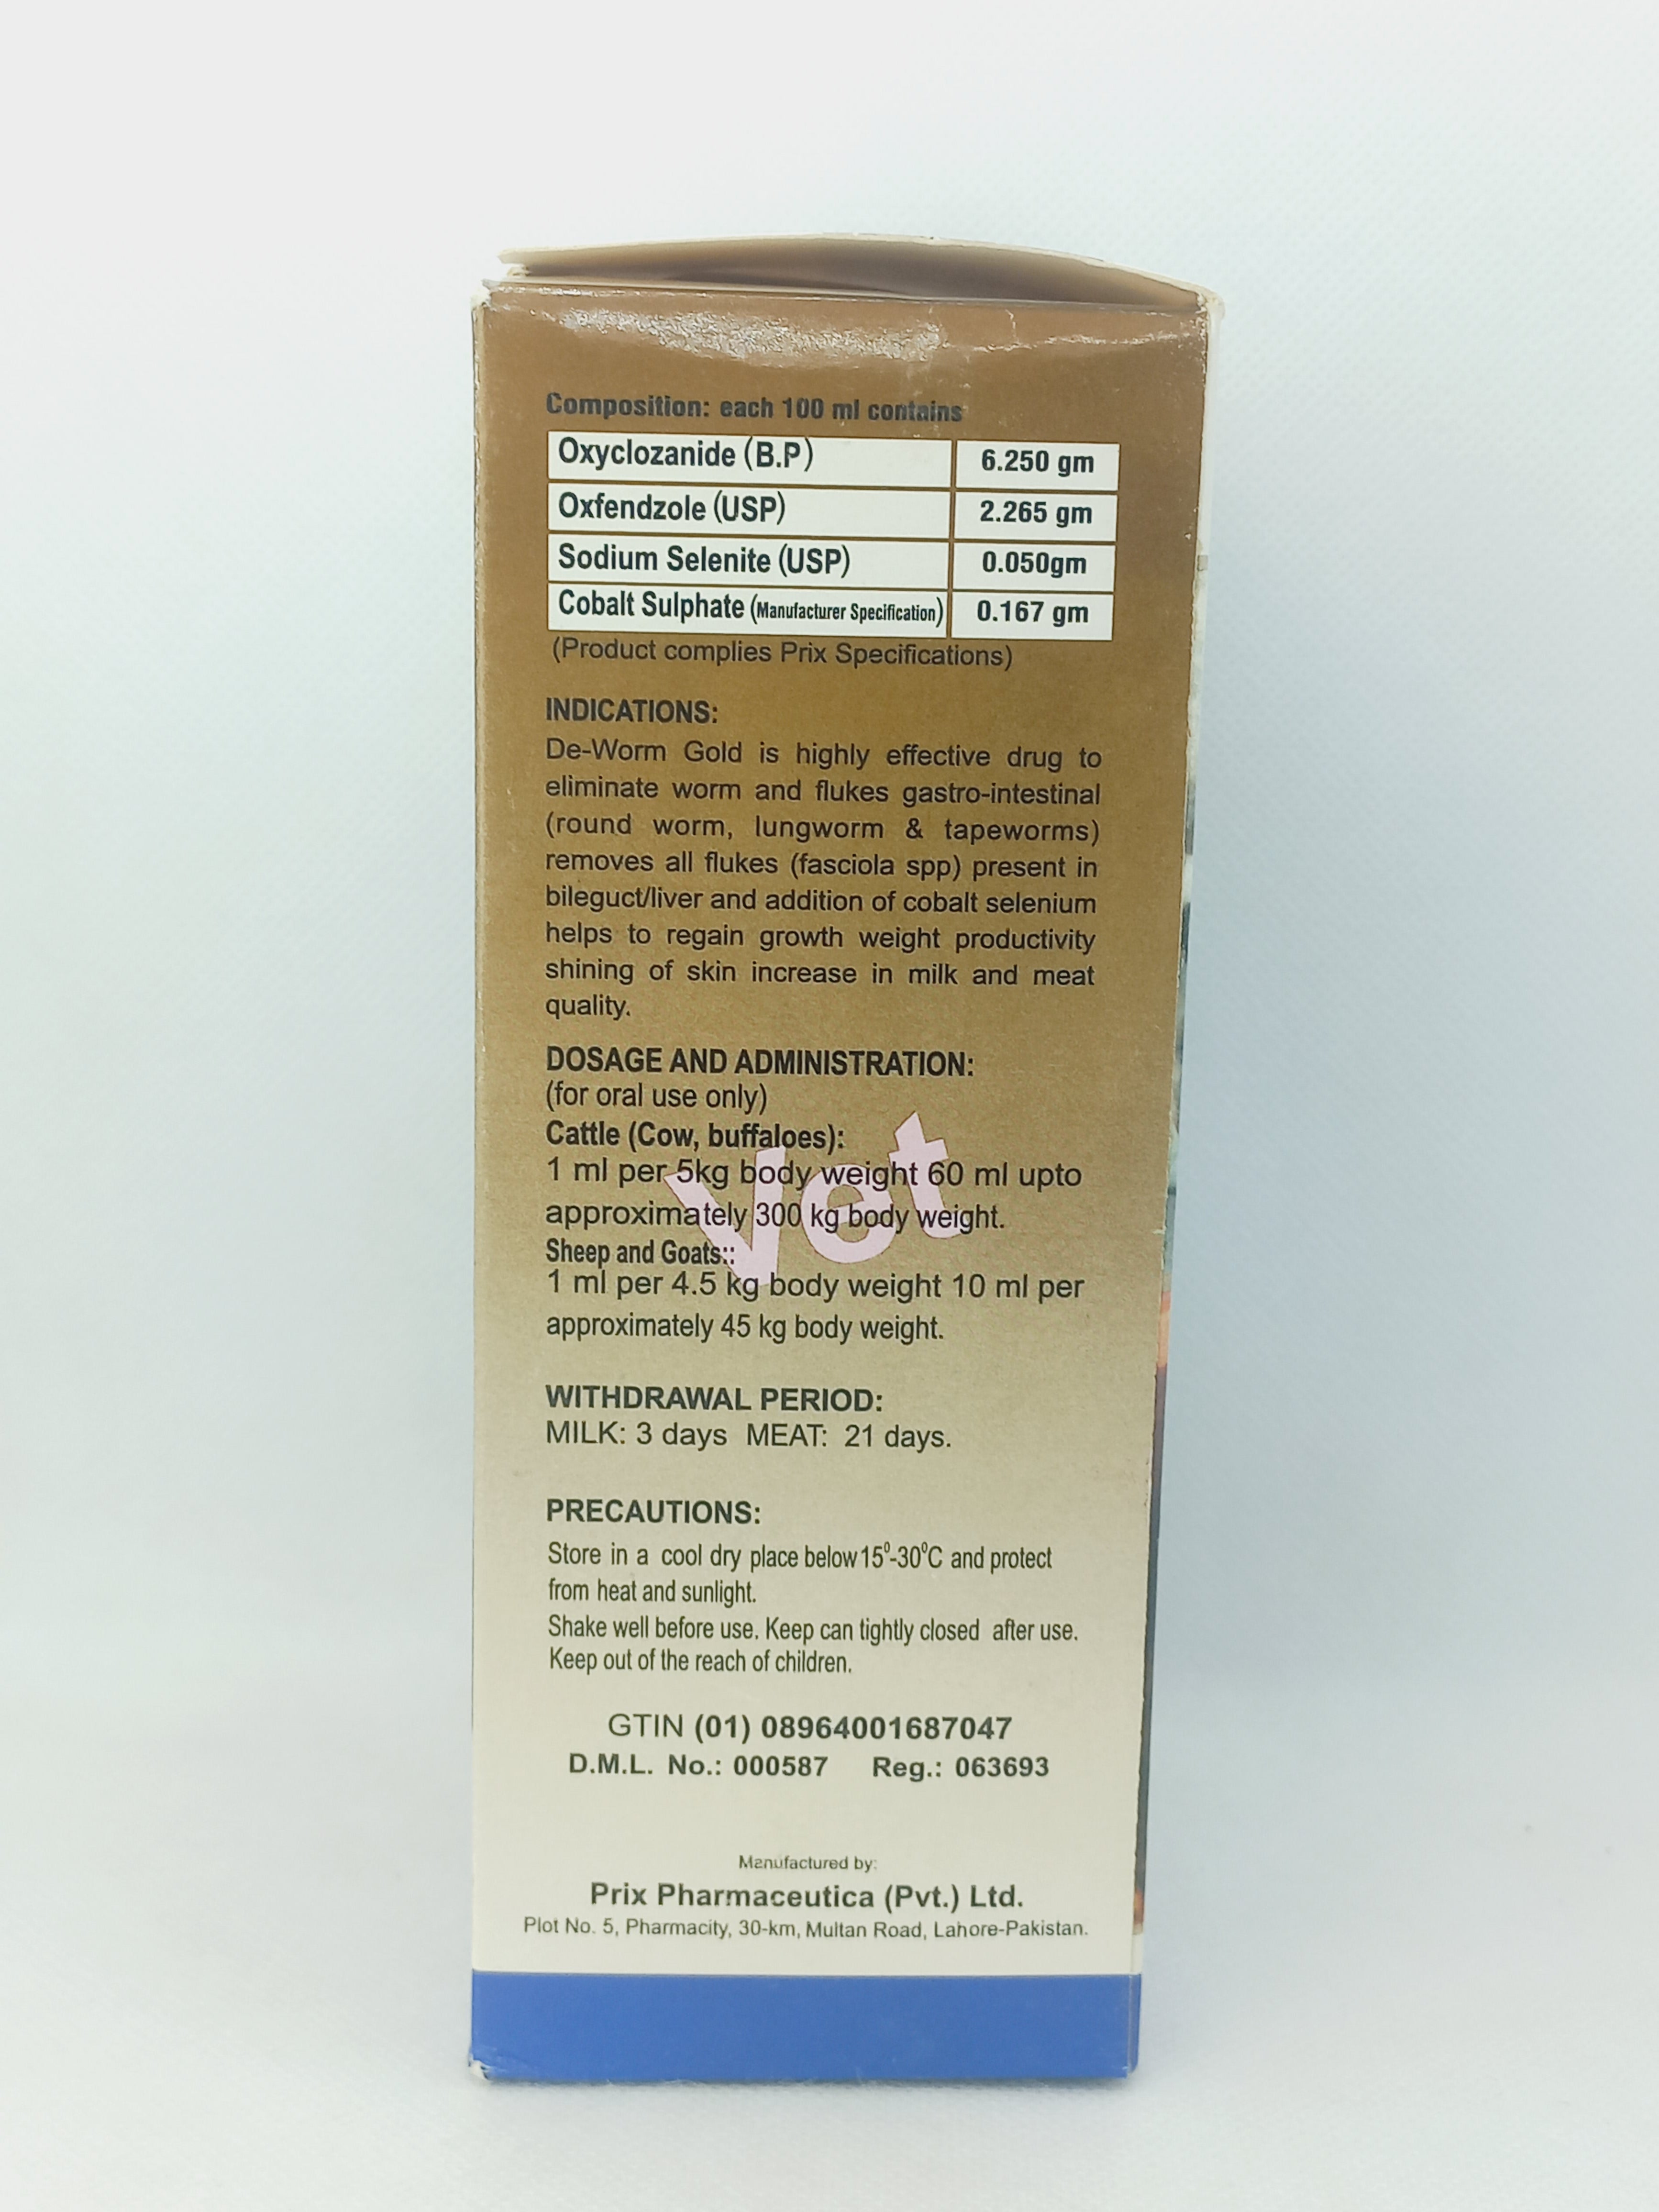 Composition: each 100 ml contains
Oxyclozanide (B.P) 6.250 gm
Oxfendzole (USP) 2.265 gm
Sodium Selenite (USP) 0.050gm
Cobalt Sulphate (Manufacturer Specification) 0.167 gm
(Product complies Prix Specifications)
INDICATIONS:
De-Worm Gold is highly effective drug to
eliminate worm and flukes gastro-intestinal
(round worm, lungworm & tapeworms)
removes all flukes (fasciola spp) present in
bileguct/liver and addition of cobalt selenium
helps to regain growth weight productivity
shining of skin increase in milk and meat
quality.
DOSAGE AND ADMINISTRATION:
(for oral use only)
Cattle (Cow, buffaloes):
1 ml per 5kg body weight 60 ml upto
approximately 300 kg body weight.
Vet
Sheep and Goats::
1 ml per 4.5 kg body weight 10 ml per
approximately 45 kg body weight.
WITHDRAWAL PERIOD:
MILK: 3 days MEAT: 21 days.
PRECAUTIONS:
Store in a cool dry place below 15⁰-30⁰C and protect
from heat and sunlight.
Shake well before use. Keep can tightly closed after use.
Keep out of the reach of children.
GTIN (01) 08964001687047
D.M.L. No.: 000587 Reg.: 063693
Manufactured by:
Prix Pharmaceutica (Pvt.) Ltd.
Plot No. 5, Pharmacity, 30-km, Multan Road, Lahore-Pakistan.